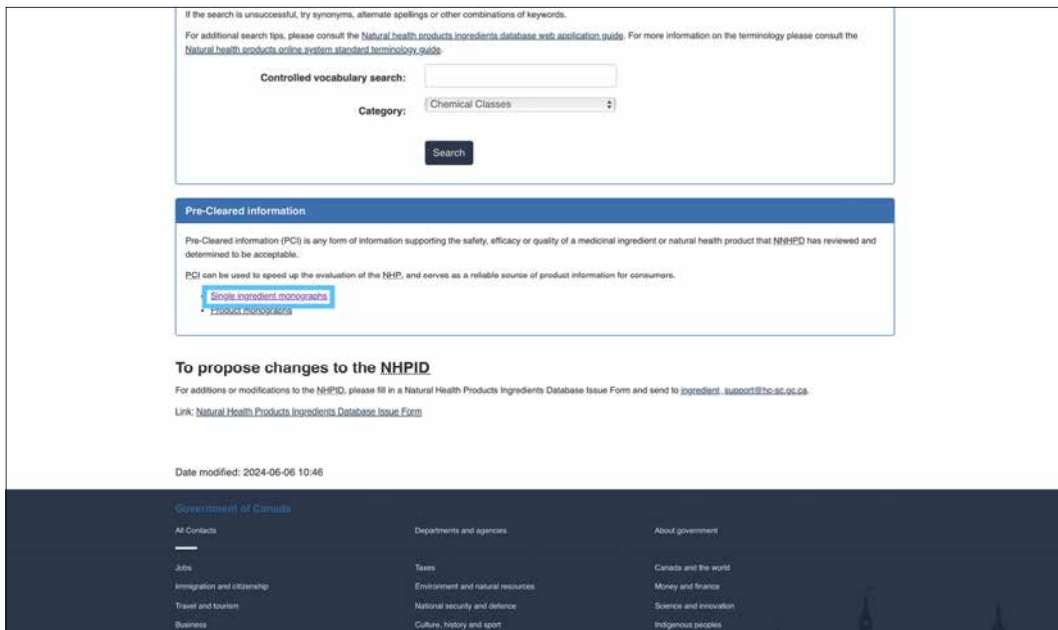 If the search is unsuccessful, try synonyms, alternate spellings or other combinations of keywords.
For additional search tips, please consult the Natural health products ingredients database web application guide. For more information on the terminology please consult the
Natural health products online system standard terminology guide.
Controlled vocabulary search:
Category:
Chemical Classes
Search
Pre-Cleared information
Pre-Cleared information (PCI) is any form of information supporting the safety, efficacy or quality of a medicinal ingredient or natural health product that NNHPD has reviewed and
determined to be acceptable.
PCI can be used to speed up the evaluation of the NHP, and serves as a reliable source of product information for consumers.
• Single ingredient monographs
• Product monographs
To propose changes to the NHPID
For additions or modifications to the NHPID, please fill in a Natural Health Products Ingredients Database Issue Form and send to ingredient_support@hc-sc.gc.ca.
Link: Natural Health Products Ingredients Database Issue Form
Date modified: 2024-06-06 10:46
Government of Canada
All Contacts
Departments and agencies
About government
Jobs
Taxes
Canada and the world
Immigration and citizenship
Environment and natural resources
Money and finance
Travel and tourism
National security and defence
Science and innovation
Business
Culture, history and sport
Indigenous peoples